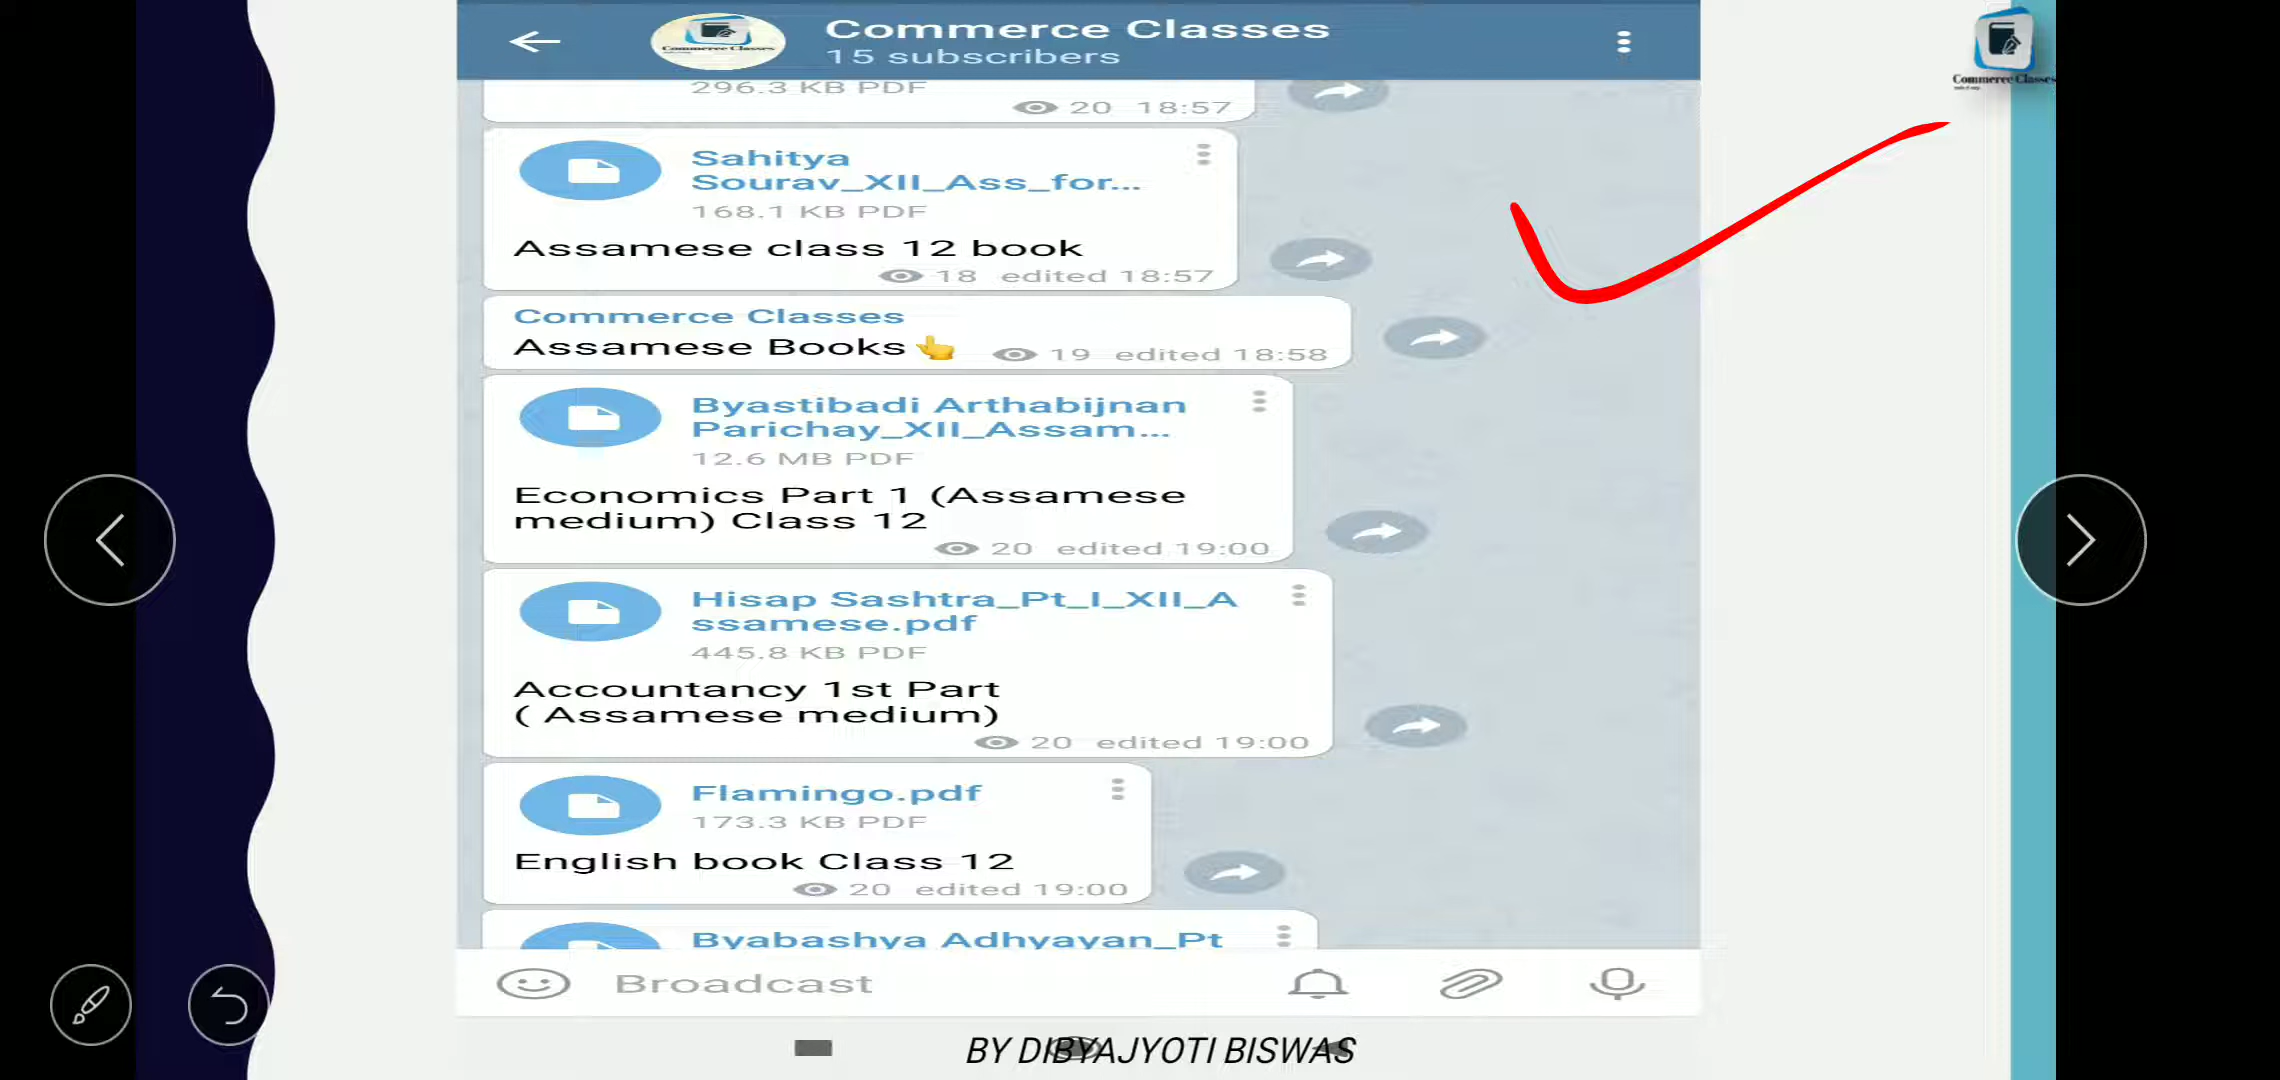 Commerce Classes
15 subscribers
Commerce Classes
Commerce Classes
296.3 KB PDF
20 18:57
Sahitya
Sourav_XII_Ass_for...
168.1 KB PDF
Assamese class 12 book
18 edited 18:57
Commerce Classes
Assamese Books👆
19 edited 18:58
Byastibadi Arthabijnan
Parichay_XII_Assam...
12.6 MB PDF
Economics Part 1 (Assamese
medium) Class 12
20 edited 19:00
Hisap Sashtra_Pt_I_XII_A
ssamese.pdf
445.8 KB PDF
Accountancy 1st Part
( Assamese medium)
20 edited 19:00
Flamingo.pdf
173.3 KB PDF
English book Class 12
20 edited 19:00
Byabashya Adhyayan_Pt
Broadcast
BY DIBYAJYOTI BISWAS